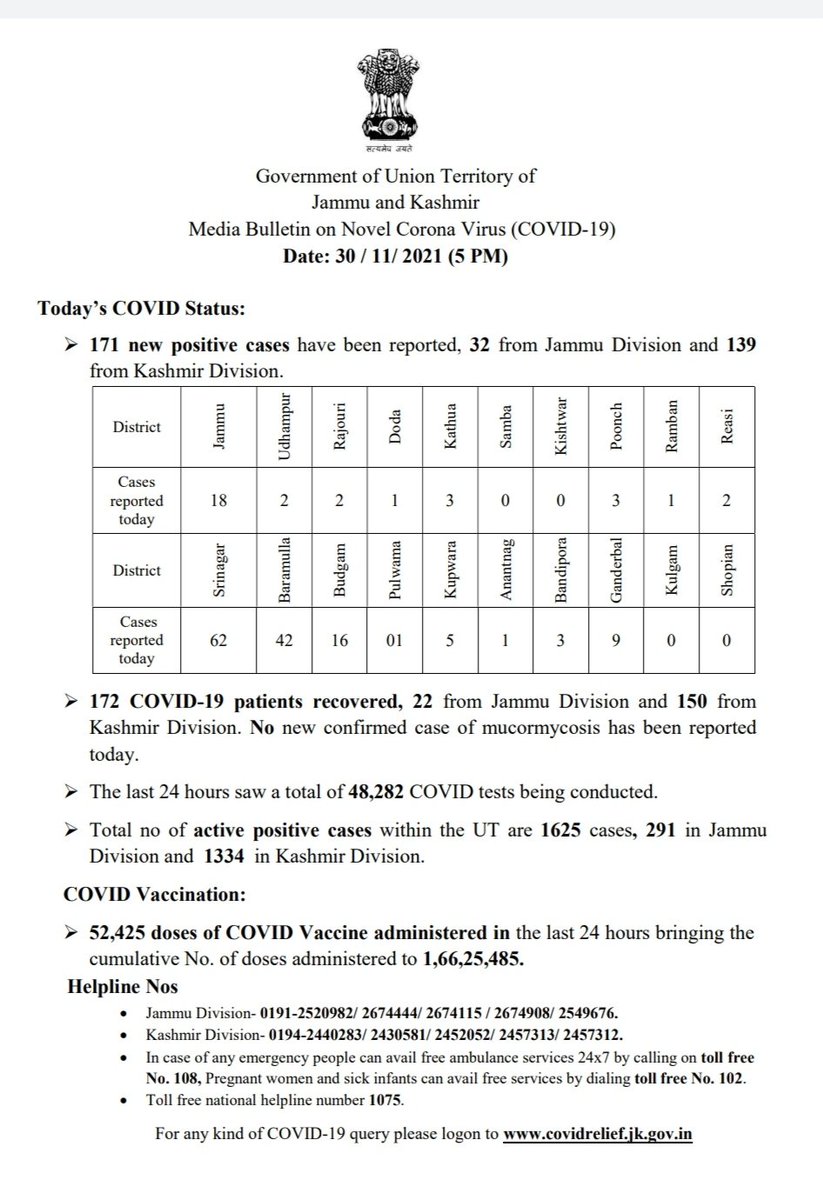 सत्यमेव जयते
Government of Union Territory of
Jammu and Kashmir
Media Bulletin on Novel Corona Virus (COVID-19)
Date: 30 / 11/ 2021 (5 PM)
Today’s COVID Status:
➢ 171 new positive cases have been reported, 32 from Jammu Division and 139
from Kashmir Division.
District Jammu Udhampur Rajouri Doda Kathua Samba Kishtwar Poonch Ramban Reasi
Cases
reported
today
18 2 2 1 3 0 0 3 1 2
District Srinagar Baramulla Budgam Pulwama Kupwara Anantnag Bandipora Ganderbal Kulgam Shopian
Cases
reported
today
62 42 16 01 5 1 3 9 0 0
➢ 172 COVID-19 patients recovered, 22 from Jammu Division and 150 from
Kashmir Division. No new confirmed case of mucormycosis has been reported
today.
➢ The last 24 hours saw a total of 48,282 COVID tests being conducted.
➢ Total no of active positive cases within the UT are 1625 cases, 291 in Jammu
Division and 1334 in Kashmir Division.
COVID Vaccination:
➢ 52,425 doses of COVID Vaccine administered in the last 24 hours bringing the
cumulative No. of doses administered to 1,66,25,485.
Helpline Nos
• Jammu Division- 0191-2520982/ 2674444/ 2674115 / 2674908/ 2549676.
• Kashmir Division- 0194-2440283/ 2430581/ 2452052/ 2457313/ 2457312.
• In case of any emergency people can avail free ambulance services 24x7 by calling on toll free
No. 108, Pregnant women and sick infants can avail free services by dialing toll free No. 102.
• Toll free national helpline number 1075.
For any kind of COVID-19 query please logon to www.covidrelief.jk.gov.in